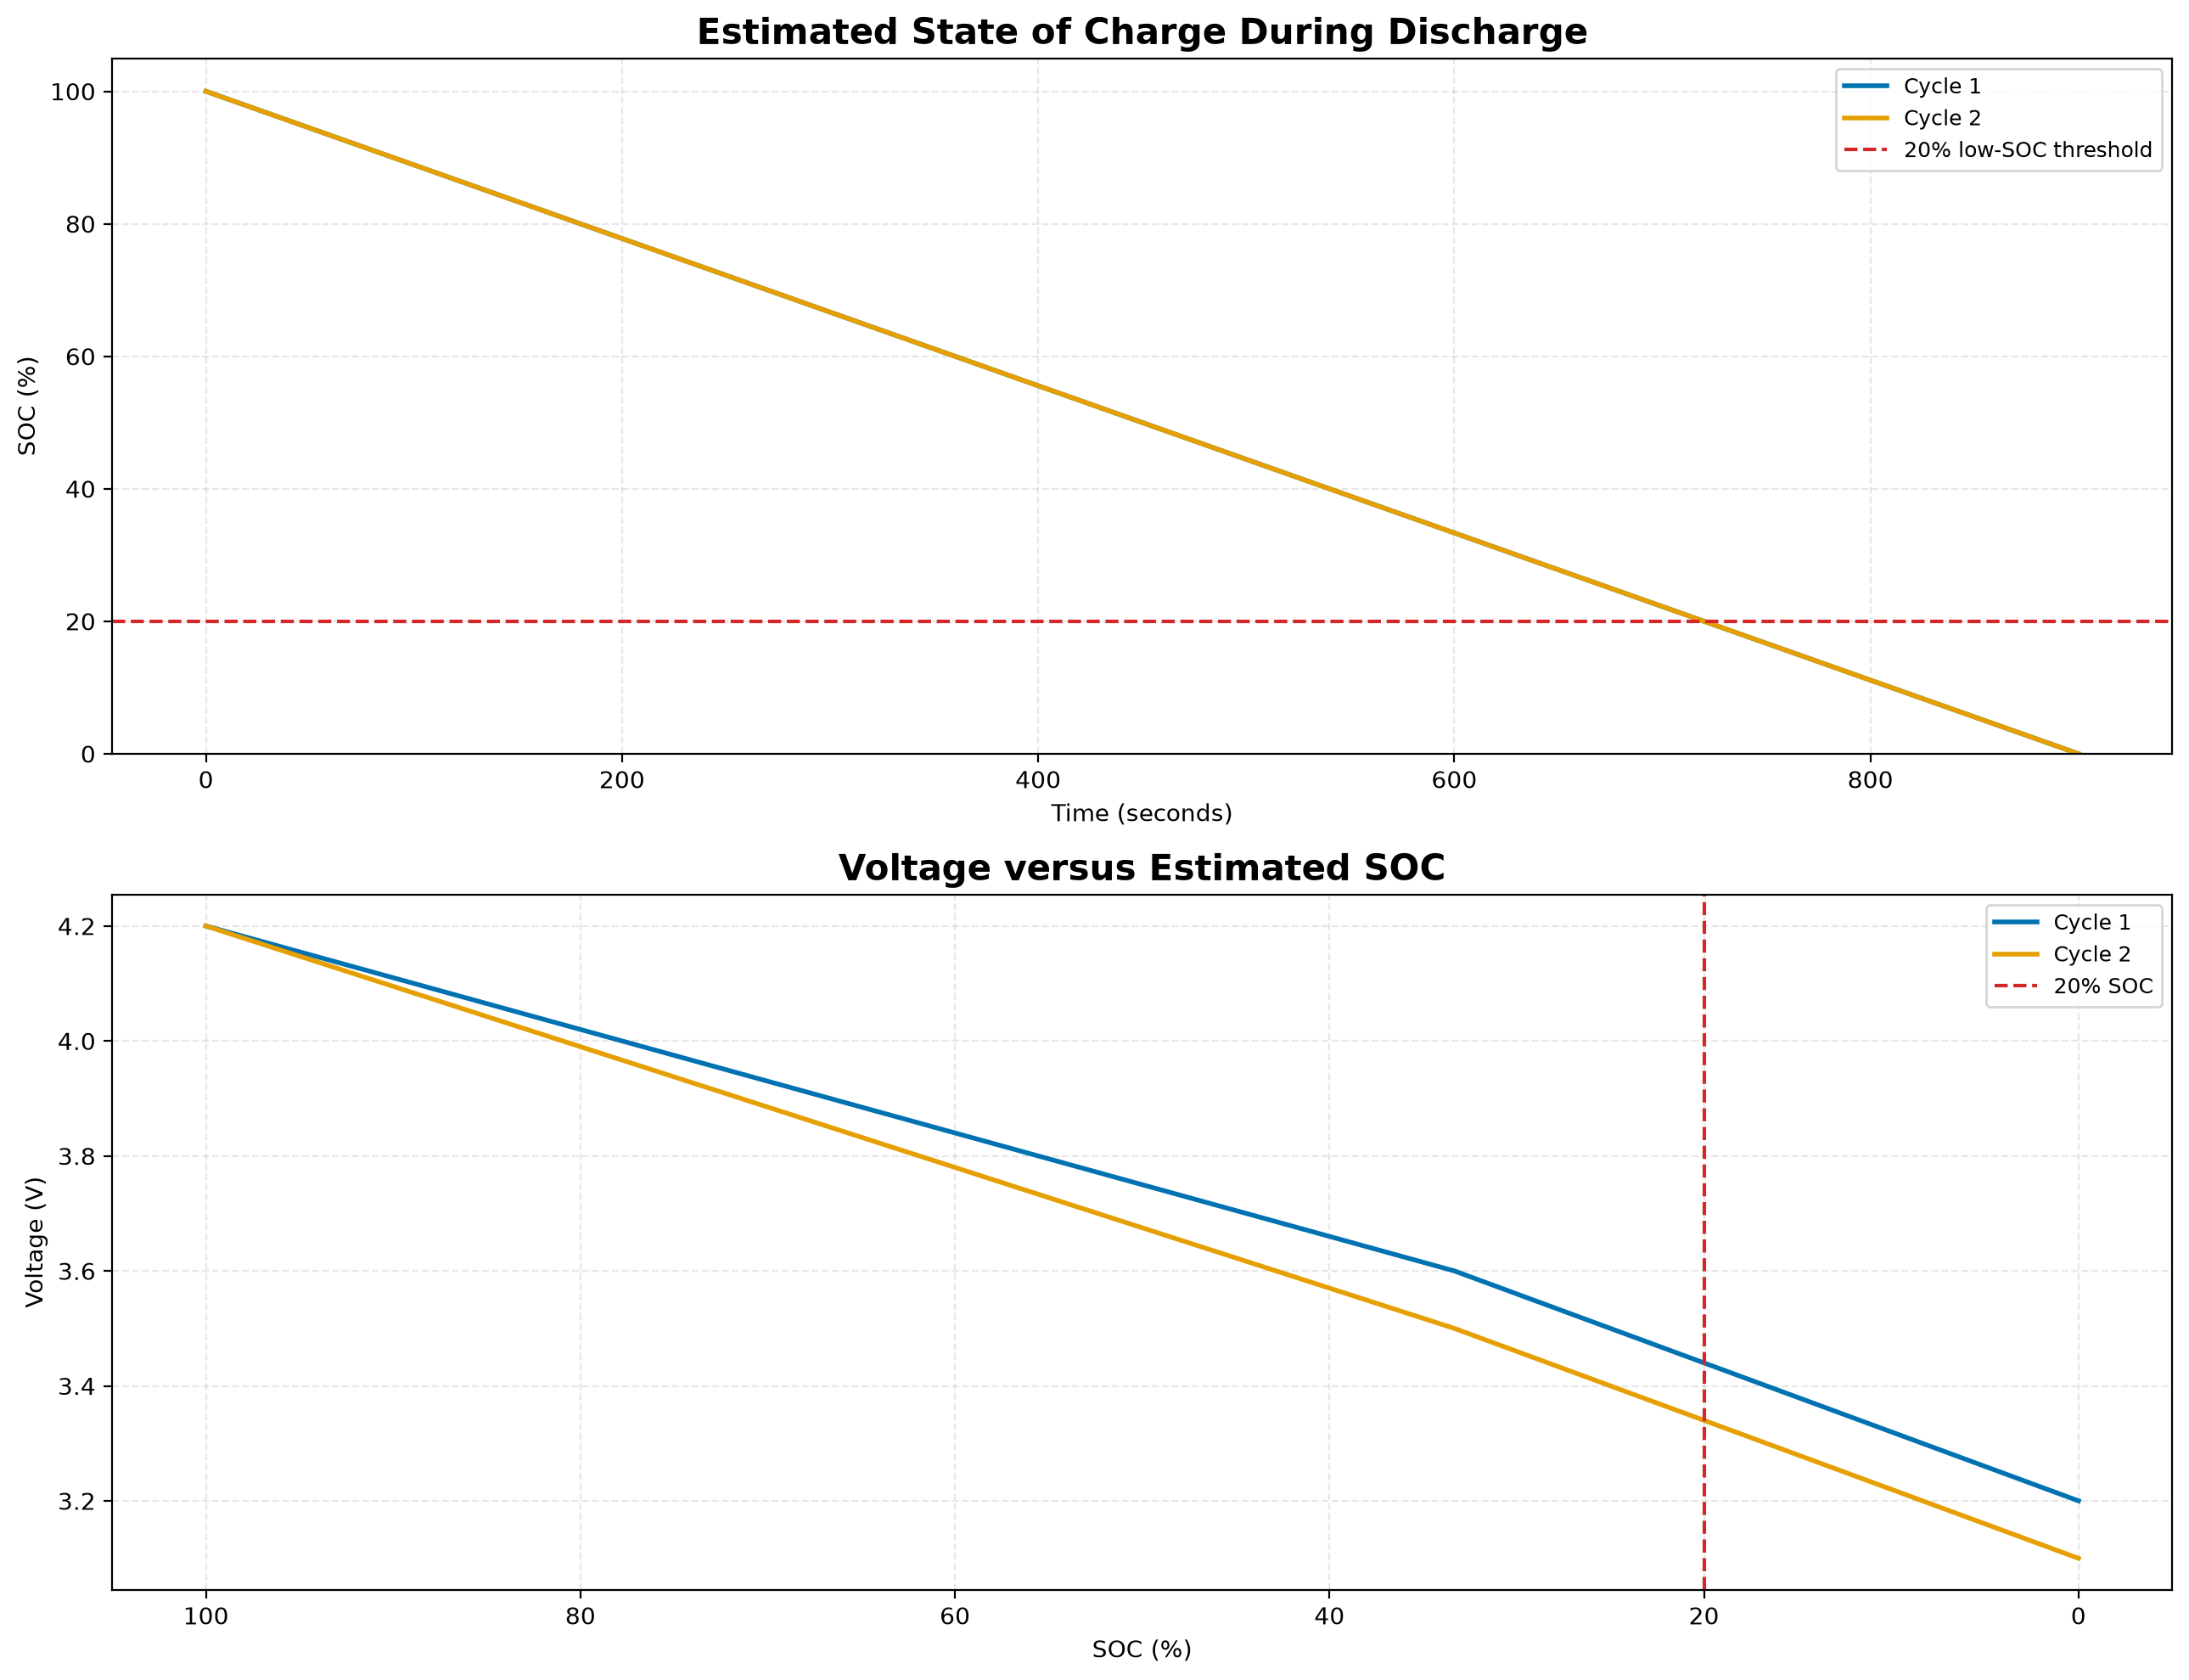 Estimated State of Charge During Discharge
100
80
60
40
20
0
SOC (%)
Cycle 1
Cycle 2
20% low-SOC threshold
0 200 400 600 800
Time (seconds)
Voltage versus Estimated SOC
4.2
4.0
3.8
3.6
3.4
3.2
Voltage (V)
Cycle 1
Cycle 2
20% SOC
100 80 60 40 20 0
SOC (%)